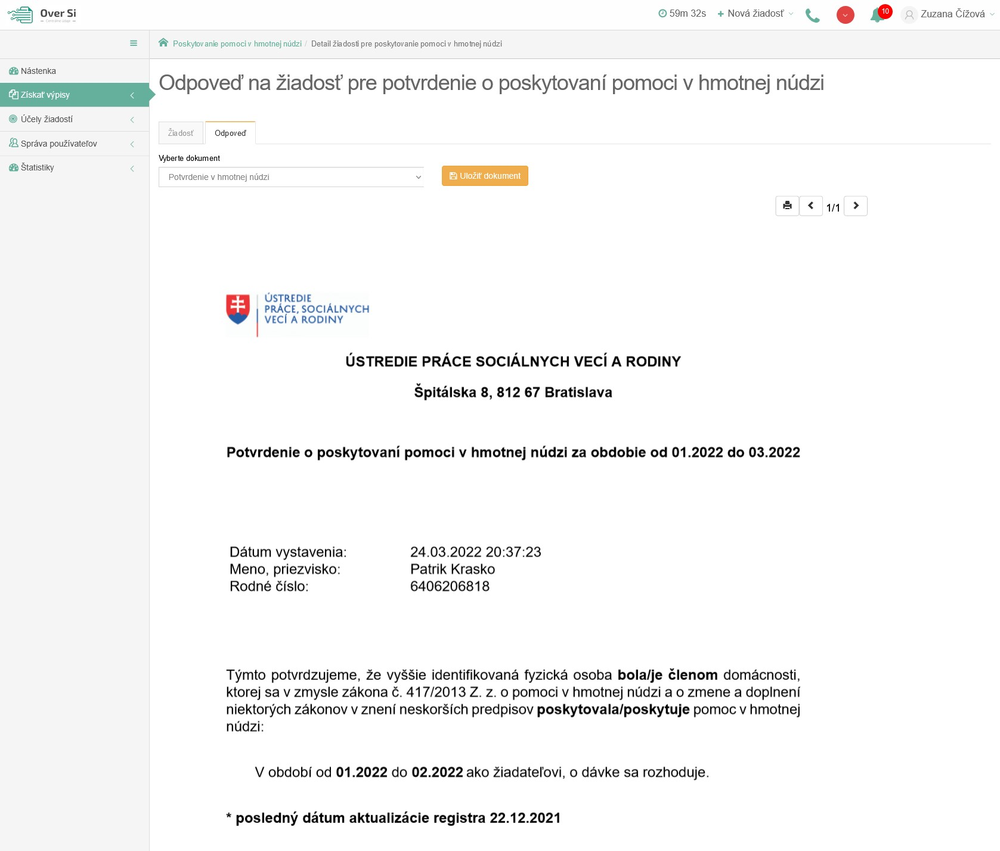 Over Si
— Centrálne údaje —
59m 32s
Nová žiadosť
10
Zuzana Čížová
Poskytovanie pomoci v hmotnej núdzi / Detail žiadosti pre poskytovanie pomoci v hmotnej núdzi
Nástenka
Získať výpisy
Účely žiadostí
Správa používateľov
Štatistiky
Odpoveď na žiadosť pre potvrdenie o poskytovaní pomoci v hmotnej núdzi
Žiadosť
Odpoveď
Vyberte dokument
Potvrdenie v hmotnej núdzi
Uložiť dokument
1/1
ÚSTREDIE
PRÁCE, SOCIÁLNYCH
VECÍ A RODINY
ÚSTREDIE PRÁCE SOCIÁLNYCH VECÍ A RODINY
Špitálska 8, 812 67 Bratislava
Potvrdenie o poskytovaní pomoci v hmotnej núdzi za obdobie od 01.2022 do 03.2022
Dátum vystavenia: 24.03.2022 20:37:23
Meno, priezvisko: Patrik Krasko
Rodné číslo: 6406206818
Týmto potvrdzujeme, že vyššie identifikovaná fyzická osoba bola/je členom domácnosti,
ktorej sa v zmysle zákona č. 417/2013 Z. z. o pomoci v hmotnej núdzi a o zmene a doplnení
niektorých zákonov v znení neskorších predpisov poskytovala/poskytuje pomoc v hmotnej
núdzi:
V období od 01.2022 do 02.2022 ako žiadateľovi, o dávke sa rozhoduje.
* posledný dátum aktualizácie registra 22.12.2021